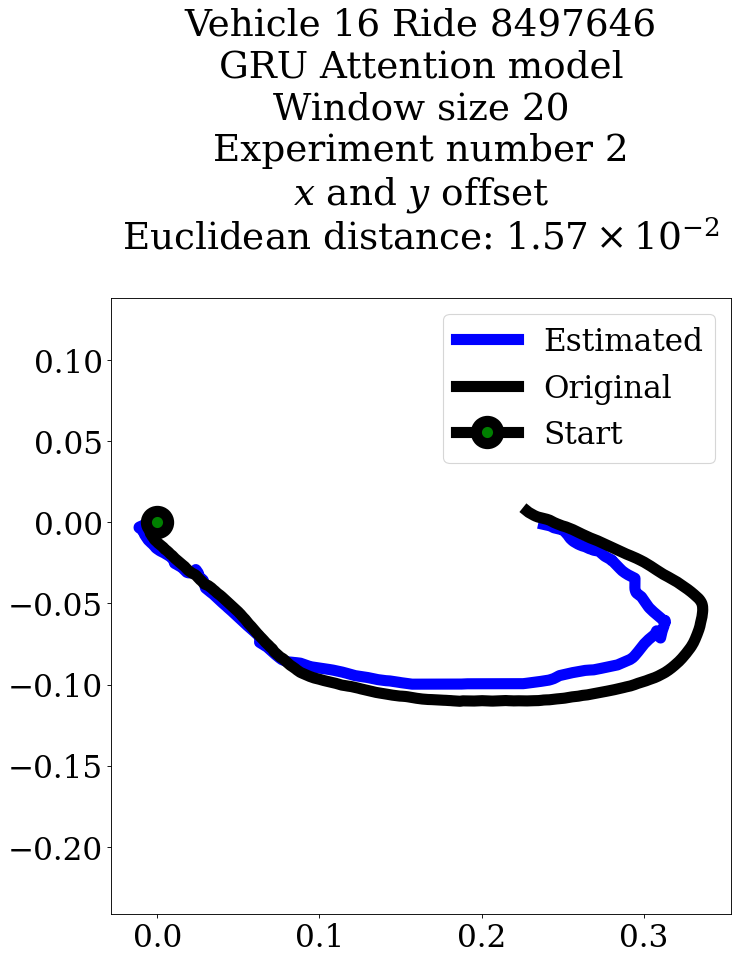 Vehicle 16 Ride 8497646
GRU Attention model
Window size 20
Experiment number 2
x and y offset
Euclidean distance: 1.57 × 10⁻²
Estimated
Original
Start
0.10
0.05
0.00
−0.05
−0.10
−0.15
−0.20
0.0 0.1 0.2 0.3